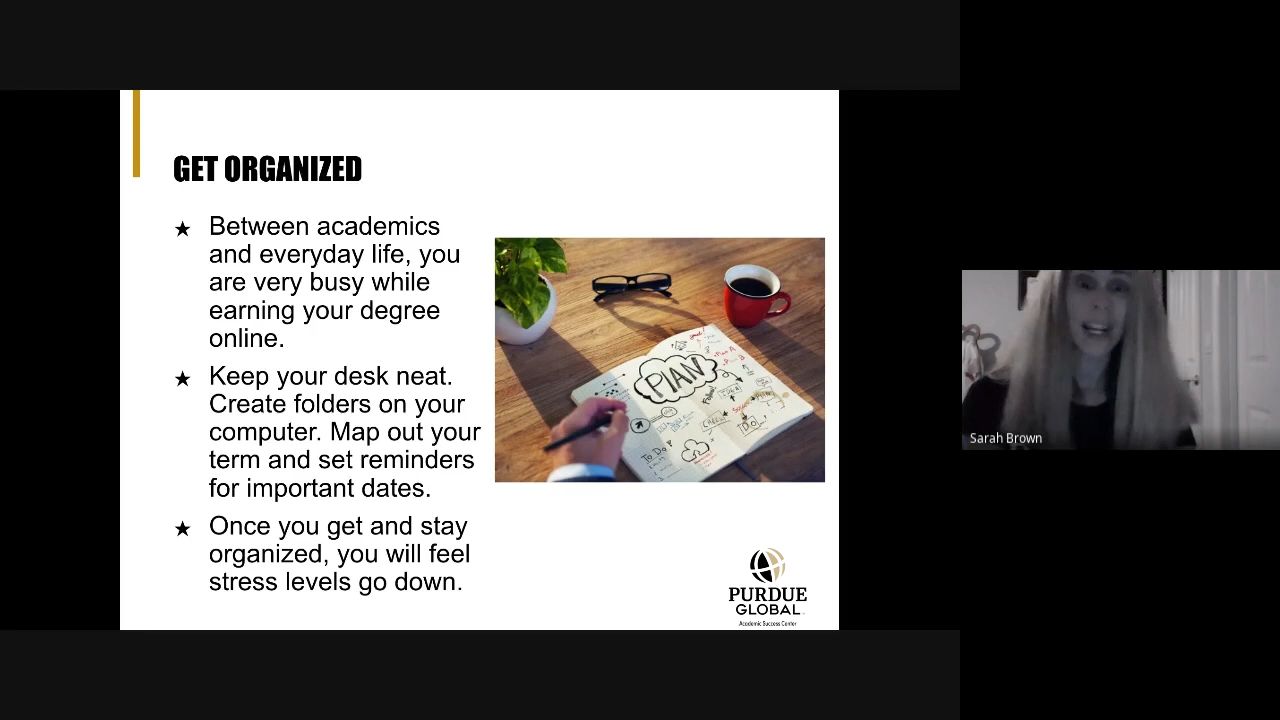 GET ORGANIZED
★ Between academics
and everyday life, you
are very busy while
earning your degree
online.
★ Keep your desk neat.
Create folders on your
computer. Map out your
term and set reminders
for important dates.
★ Once you get and stay
organized, you will feel
stress levels go down.
PLAN
To Do
PURDUE
GLOBAL
Academic Success Center
Sarah Brown